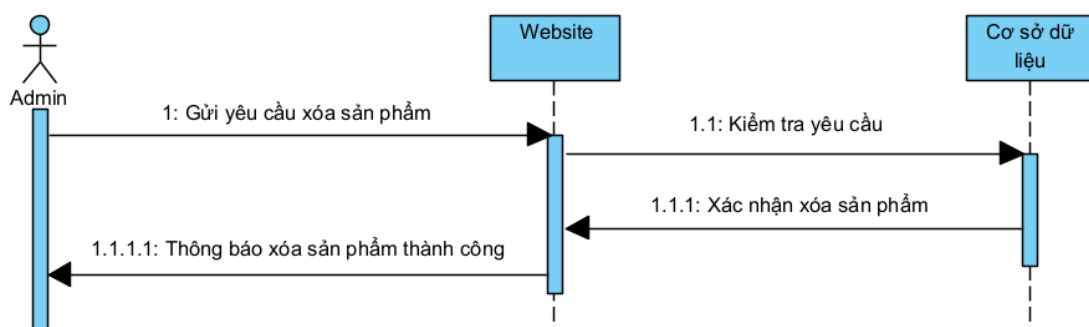 Website
Cơ sở dữ
liệu
Admin
1: Gửi yêu cầu xóa sản phẩm
1.1: Kiểm tra yêu cầu
1.1.1: Xác nhận xóa sản phẩm
1.1.1.1: Thông báo xóa sản phẩm thành công